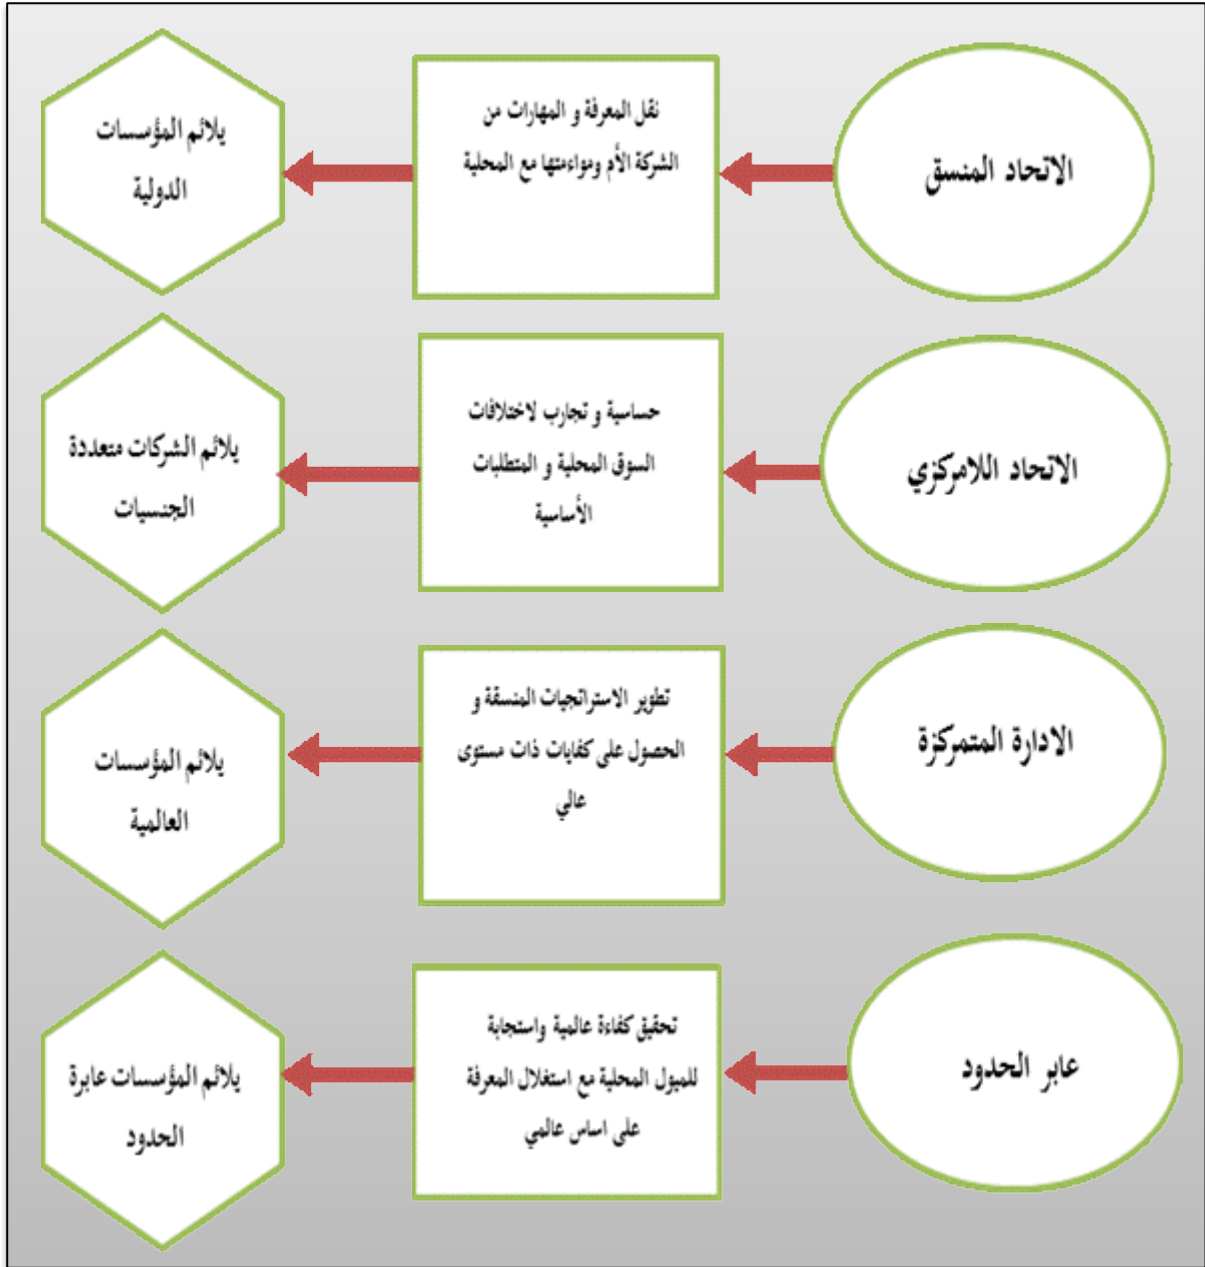 الاتحاد المنسق
نقل المعرفة و المهارات من
الشركة الأم ومواءمتها مع المحلية
يلائم المؤسسات
الدولية
الاتحاد اللامركزي
حساسية و تجارب لاختلافات
السوق المحلية و المتطلبات
الأساسية
يلائم الشركات متعددة
الجنسيات
الادارة المتمركزة
تطوير الاستراتجيات المنسقة و
الحصول على كفايات ذات مستوى
عالي
يلائم المؤسسات
العالمية
عابر الحدود
تحقيق كفاءة عالمية واستجابة
للميول المحلية مع استغلال المعرفة
على اساس عالمي
يلائم المؤسسات عابرة
الحدود